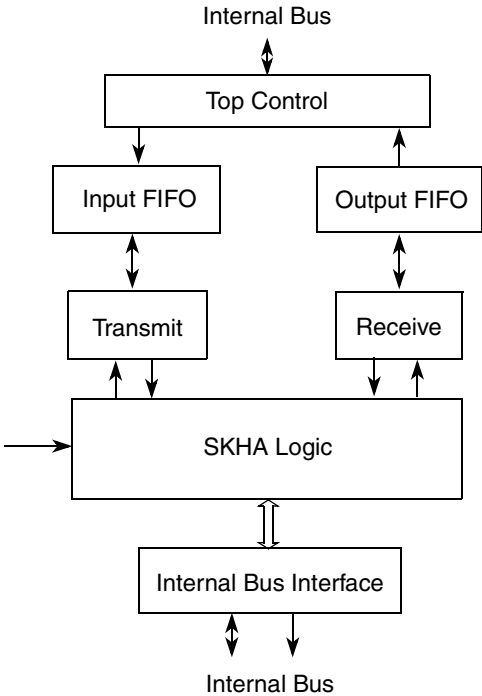 Internal Bus
Top Control
Input FIFO
Output FIFO
Transmit
Receive
SKHA Logic
Internal Bus Interface
Internal Bus